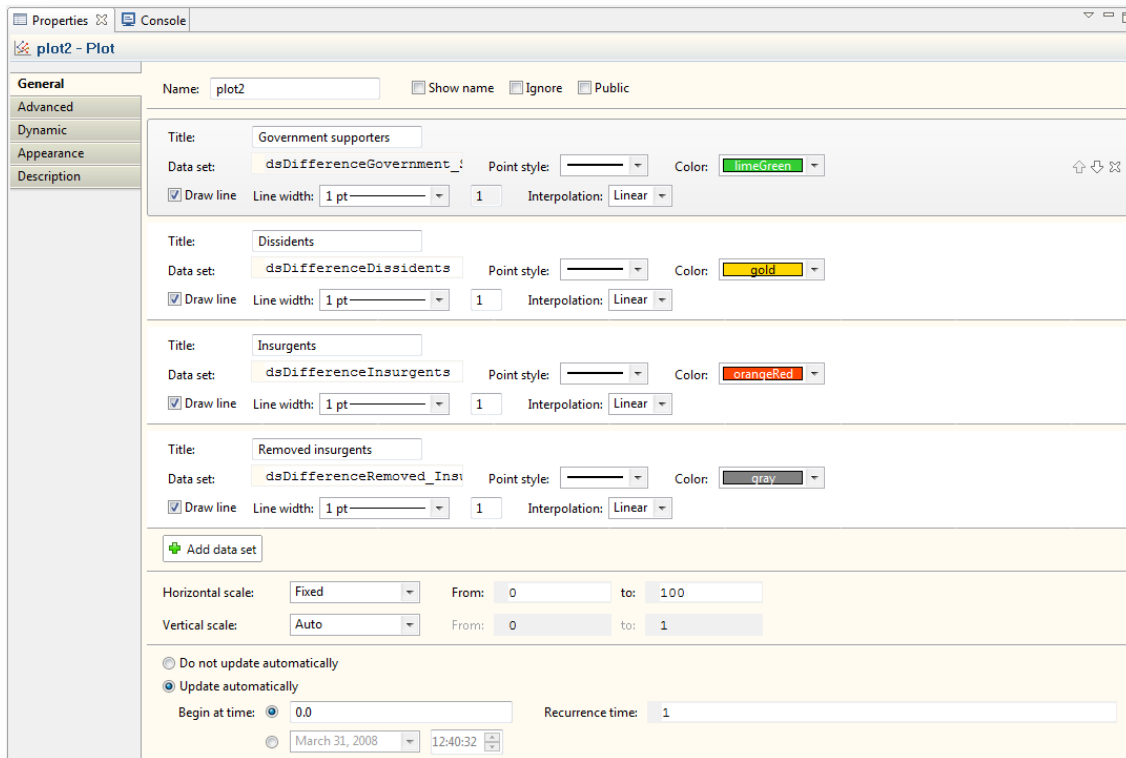 Properties Console
plot2 - Plot
General
Advanced
Dynamic
Appearance
Description
Name: plot2 Show name Ignore Public
Title: Government supporters
Data set: dsDifferenceGovernment_ Point style: Color: limeGreen
Draw line Line width: 1 pt 1 Interpolation: Linear
Title: Dissidents
Data set: dsDifferenceDissidents Point style: Color: gold
Draw line Line width: 1 pt 1 Interpolation: Linear
Title: Insurgents
Data set: dsDifferenceInsurgents Point style: Color: orangeRed
Draw line Line width: 1 pt 1 Interpolation: Linear
Title: Removed insurgents
Data set: dsDifferenceRemoved_Ins Point style: Color: gray
Draw line Line width: 1 pt 1 Interpolation: Linear
Add data set
Horizontal scale: Fixed From: 0 to: 100
Vertical scale: Auto From: 0 to: 1
Do not update automatically
Update automatically
Begin at time: 0.0 Recurrence time: 1
March 31, 2008 12:40:32